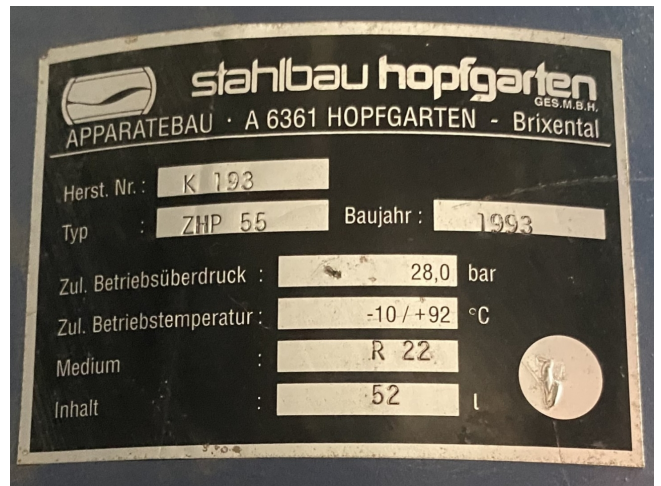 stahlbau hopfgarten
GES.M.B.H.
APPARATEBAU · A 6361 HOPFGARTEN - Brixental
Herst. Nr. : K 193
Typ : ZHP 55 Baujahr : 1993
Zul. Betriebsüberdruck : 28,0 bar
Zul. Betriebstemperatur : -10 / +92 °C
Medium : R 22
Inhalt : 52 l